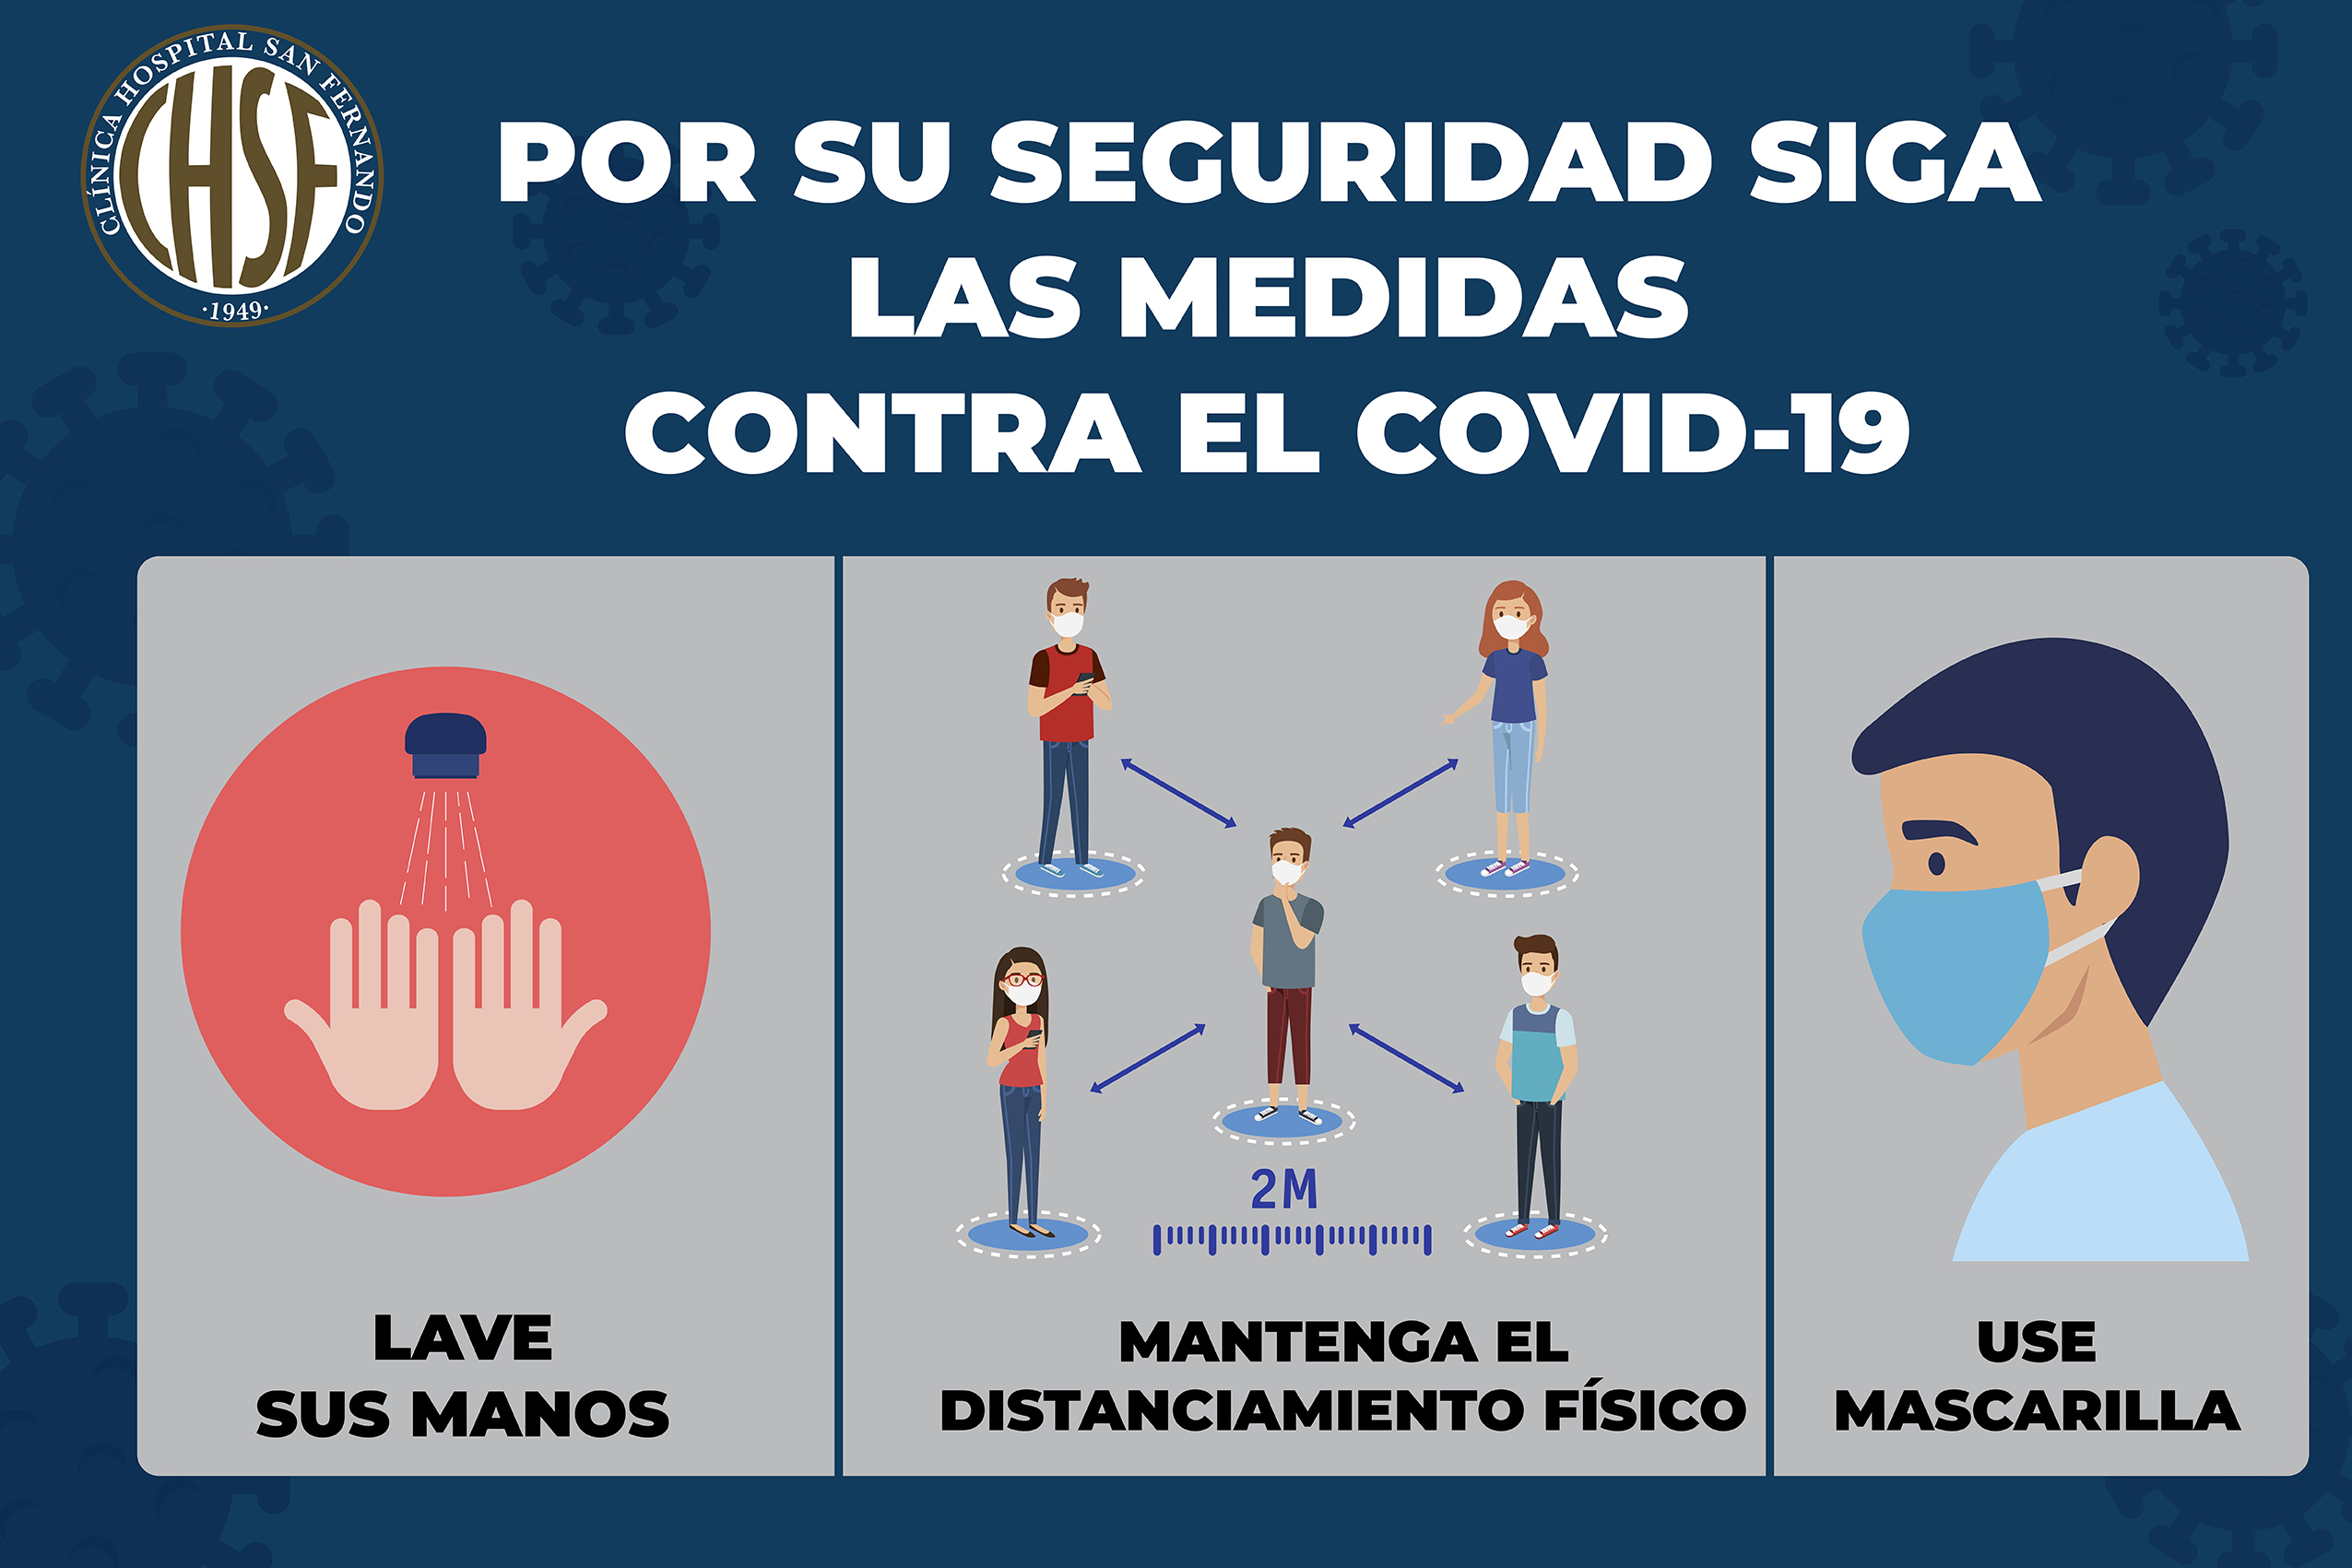 CLÍNICA HOSPITAL SAN FERNANDO
CHSF
·1949·
POR SU SEGURIDAD SIGA
LAS MEDIDAS
CONTRA EL COVID-19
2M
LAVE
SUS MANOS
MANTENGA EL
DISTANCIAMIENTO FÍSICO
USE
MASCARILLA